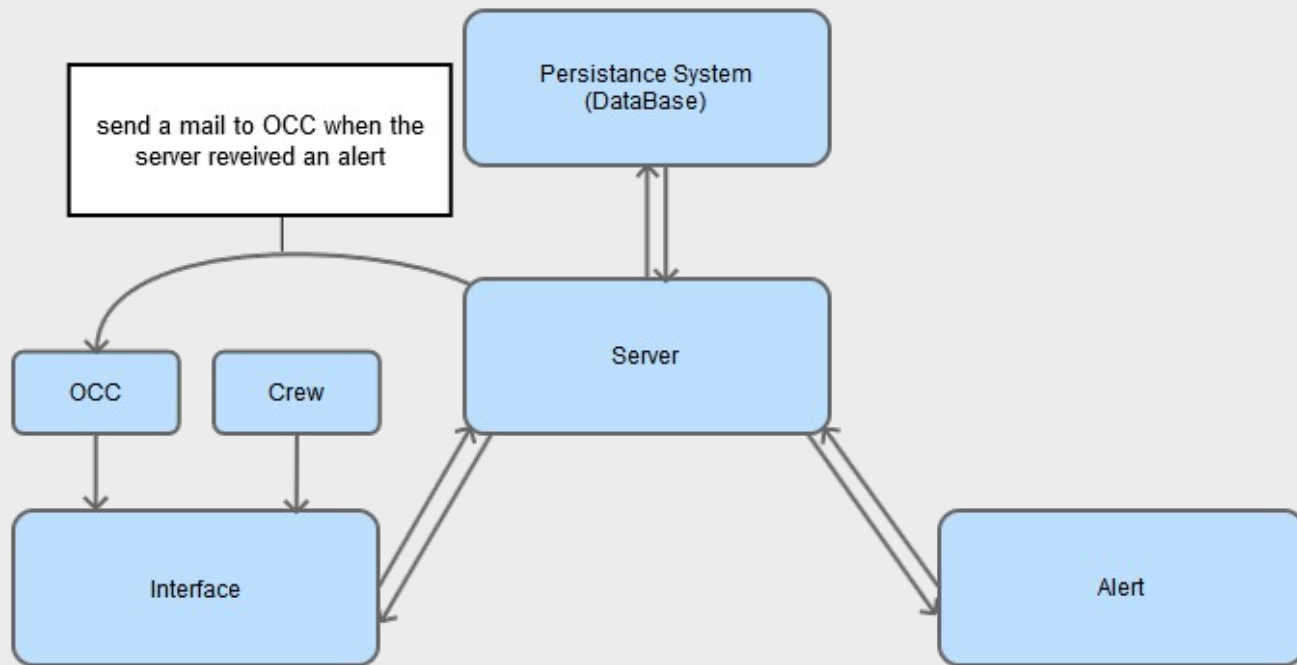 Persistance System
(DataBase)
send a mail to OCC when the
server reveived an alert
Server
OCC
Crew
Interface
Alert